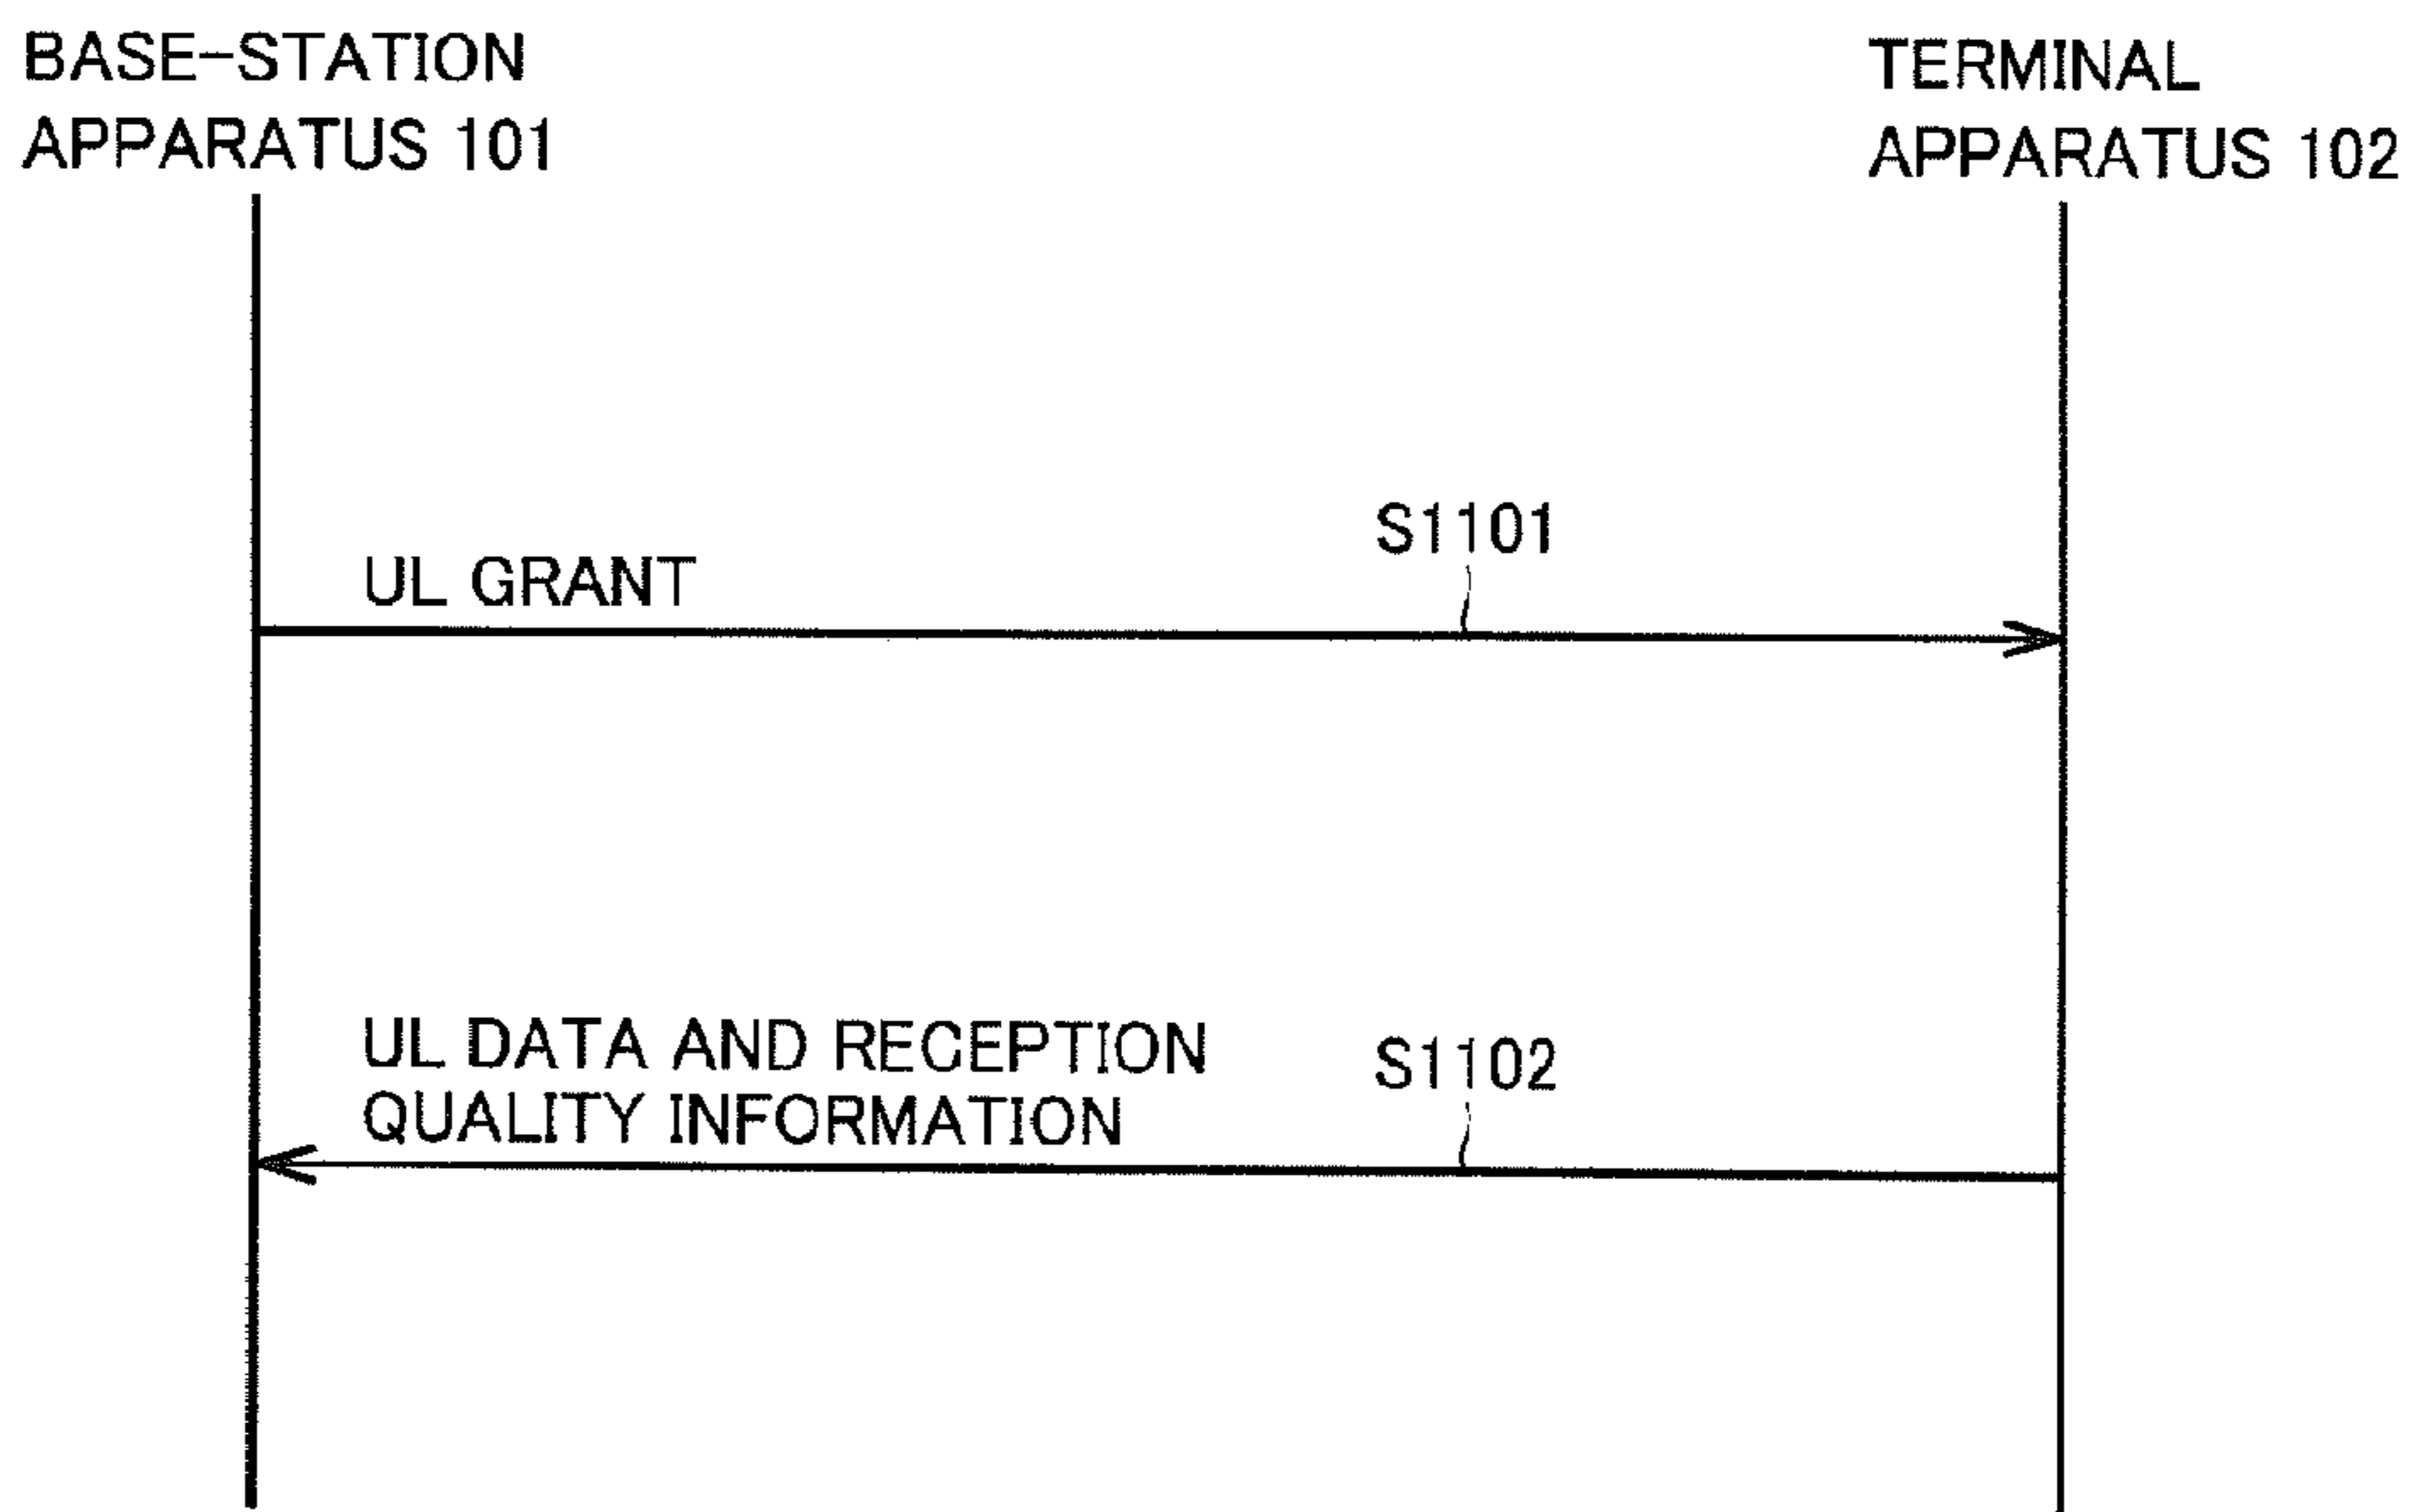 BASE-STATION
APPARATUS 101
TERMINAL
APPARATUS 102
S1101
UL GRANT
UL DATA AND RECEPTION
QUALITY INFORMATION
S1102